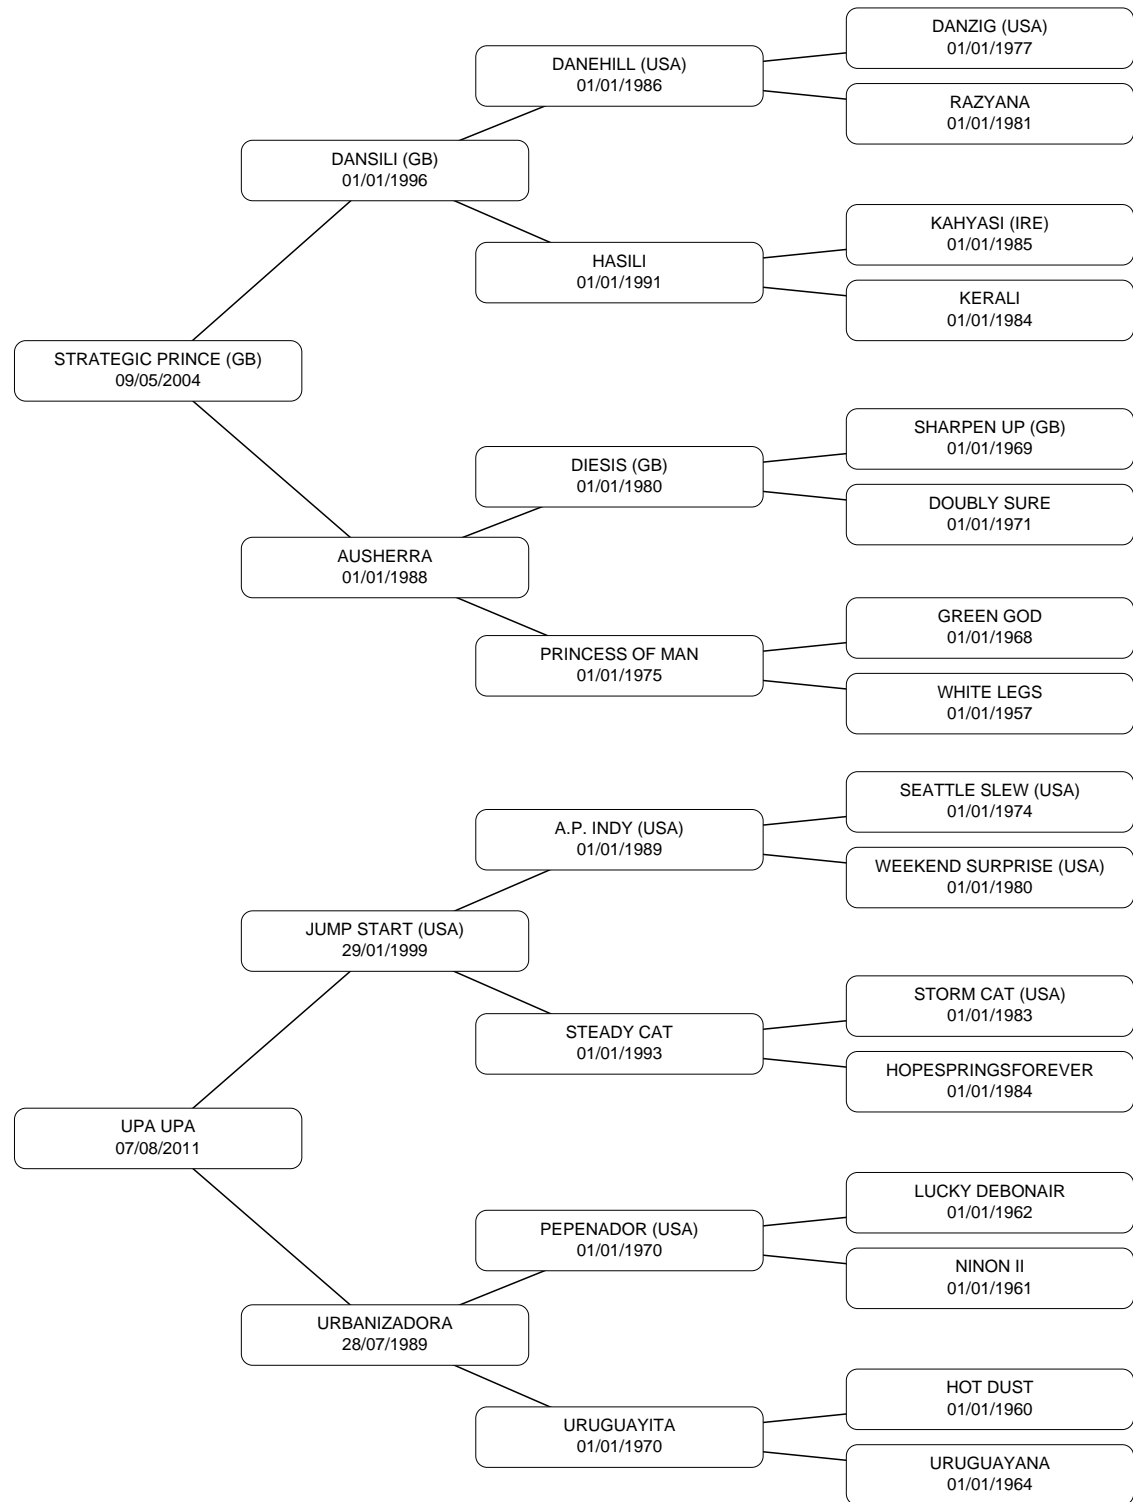 DANZIG (USA)
01/01/1977
DANEHILL (USA)
01/01/1986
RAZYANA
01/01/1981
DANSILI (GB)
01/01/1996
KAHYASI (IRE)
01/01/1985
HASILI
01/01/1991
KERALI
01/01/1984
STRATEGIC PRINCE (GB)
09/05/2004
SHARPEN UP (GB)
01/01/1969
DIESIS (GB)
01/01/1980
DOUBLY SURE
01/01/1971
AUSHERRA
01/01/1988
GREEN GOD
01/01/1968
PRINCESS OF MAN
01/01/1975
WHITE LEGS
01/01/1957
SEATTLE SLEW (USA)
01/01/1974
A.P. INDY (USA)
01/01/1989
WEEKEND SURPRISE (USA)
01/01/1980
JUMP START (USA)
29/01/1999
STORM CAT (USA)
01/01/1983
STEADY CAT
01/01/1993
HOPESPRINGSFOREVER
01/01/1984
UPA UPA
07/08/2011
LUCKY DEBONAIR
01/01/1962
PEPENADOR (USA)
01/01/1970
NINON II
01/01/1961
URBANIZADORA
28/07/1989
HOT DUST
01/01/1960
URUGUAYITA
01/01/1970
URUGUAYANA
01/01/1964